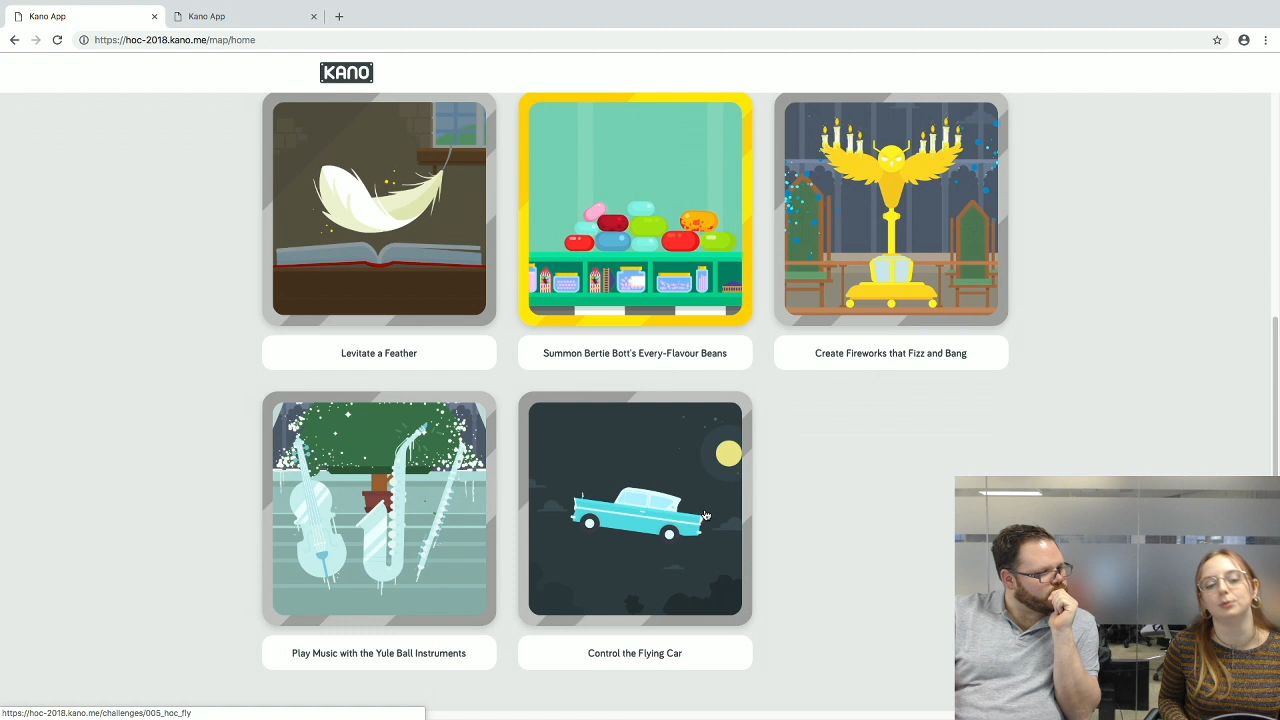 Kano App
Kano App
https://hoc-2018.kano.me/map/home
KANO
Levitate a Feather
Summon Bertie Bott's Every-Flavour Beans
Create Fireworks that Fizz and Bang
Play Music with the Yule Ball Instruments
Control the Flying Car
https://hoc-2018.kano.me/challenges/005_hoc_fly